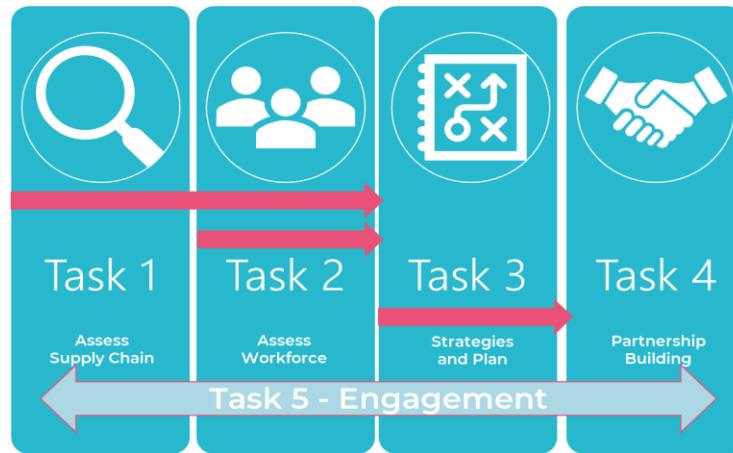 Task 1
Assess
Supply Chain
Task 2
Assess
Workforce
Task 3
Strategies
and Plan
Task 4
Partnership
Building
Task 5 - Engagement